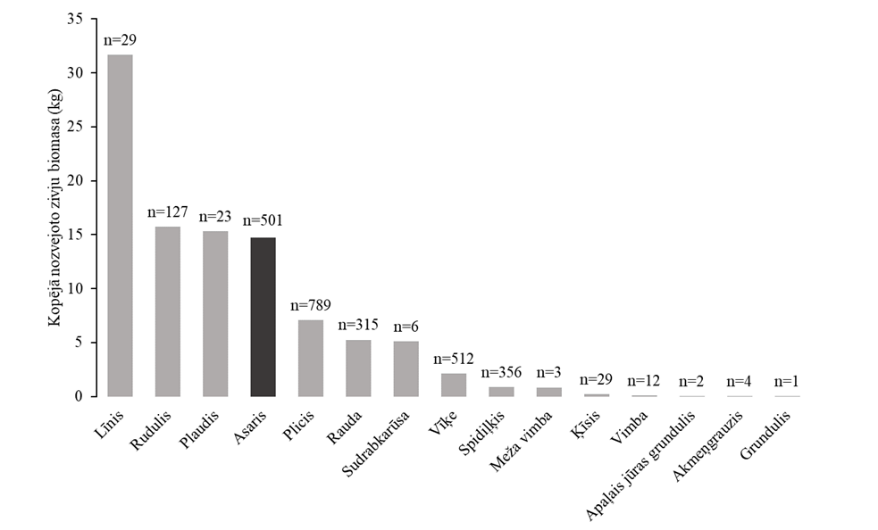 Kopējā nozvejoto zivju biomasa (kg)
35
30
25
20
15
10
5
0
n=29
n=127
n=23
n=501
n=789
n=315
n=6
n=512
n=356
n=3
n=29
n=12
n=2
n=4
n=1
Līnis
Rudulis
Plaudis
Asaris
Plicis
Rauda
Sudrabkarūsa
Vīķe
Spidiļķis
Meža vimba
Ķīsis
Vimba
Apaļais jūras grundulis
Akmeņgrauzis
Grundulis